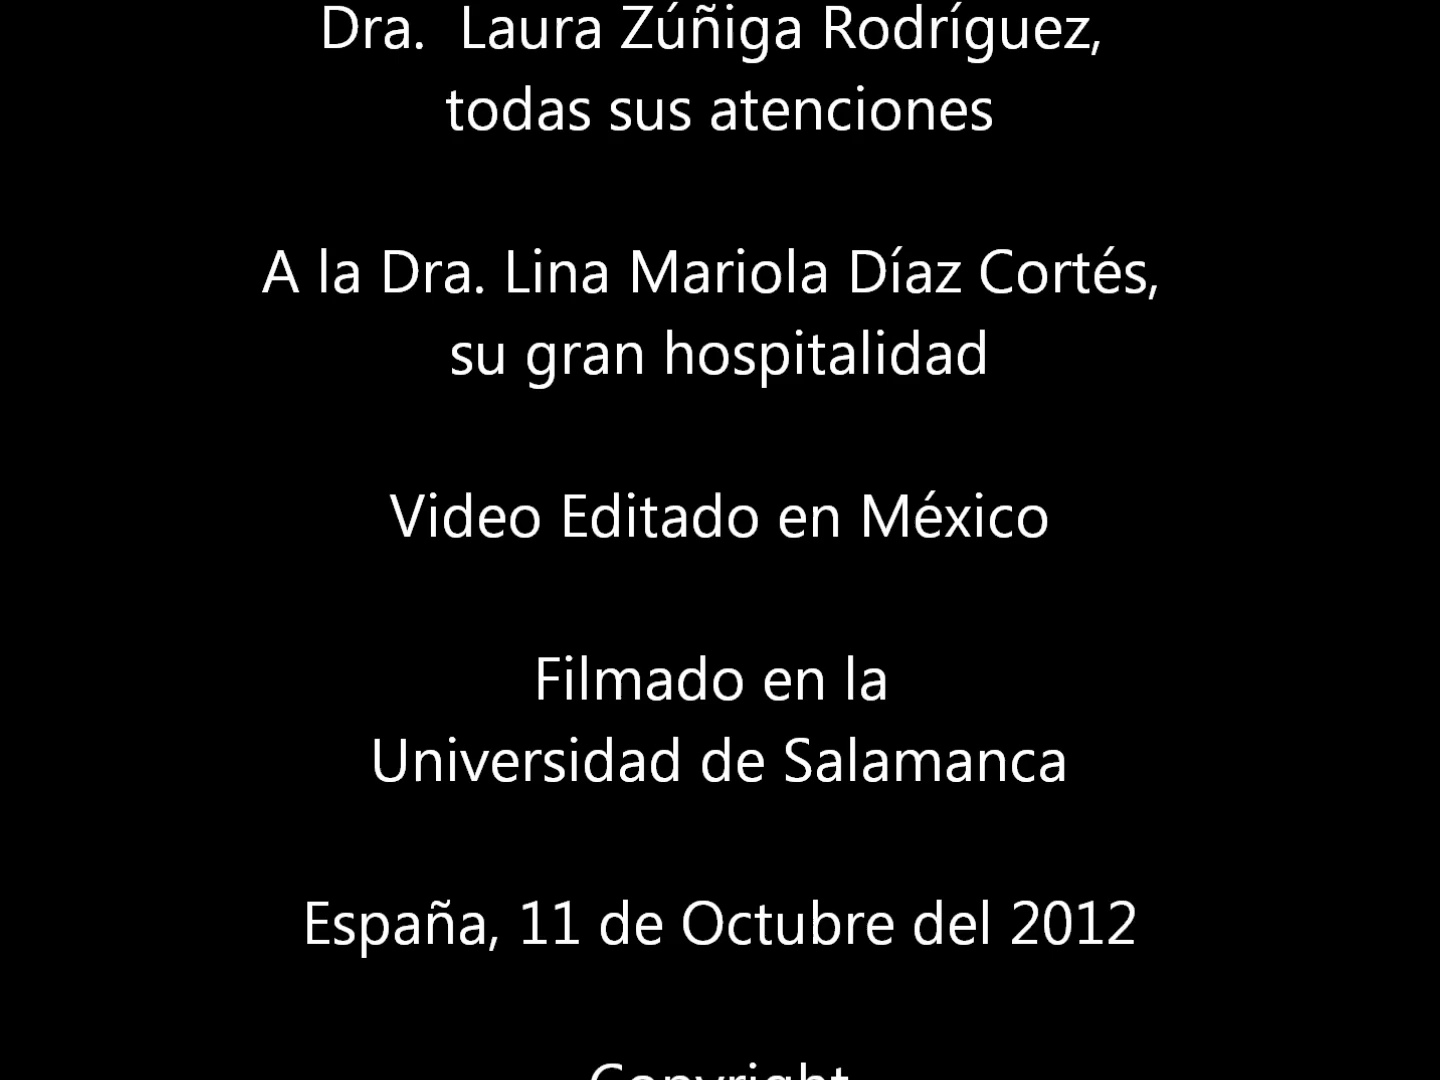 Dra.  Laura Zúñiga Rodríguez,
todas sus atenciones
A la Dra. Lina Mariola Díaz Cortés,
su gran hospitalidad
Video Editado en México
Filmado en la
Universidad de Salamanca
España, 11 de Octubre del 2012
Copyright